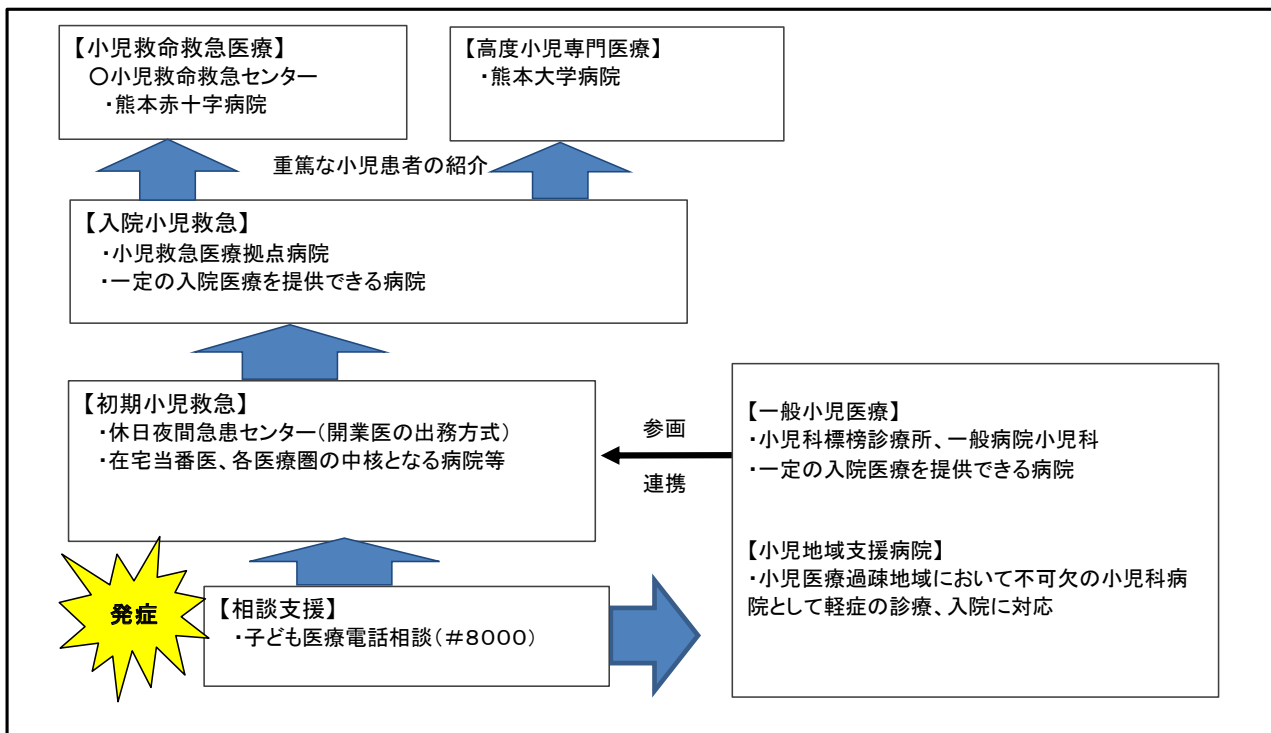 【小児救命救急医療】
〇小児救命救急センター
・熊本赤十字病院
【高度小児専門医療】
・熊本大学病院
重篤な小児患者の紹介
【入院小児救急】
・小児救急医療拠点病院
・一定の入院医療を提供できる病院
【初期小児救急】
・休日夜間急患センター(開業医の出務方式)
・在宅当番医、各医療圏の中核となる病院等
参画
連携
【一般小児医療】
・小児科標榜診療所、一般病院小児科
・一定の入院医療を提供できる病院
【小児地域支援病院】
・小児医療過疎地域において不可欠の小児科病
院として軽症の診療、入院に対応
発症
【相談支援】
・子ども医療電話相談(#8000)